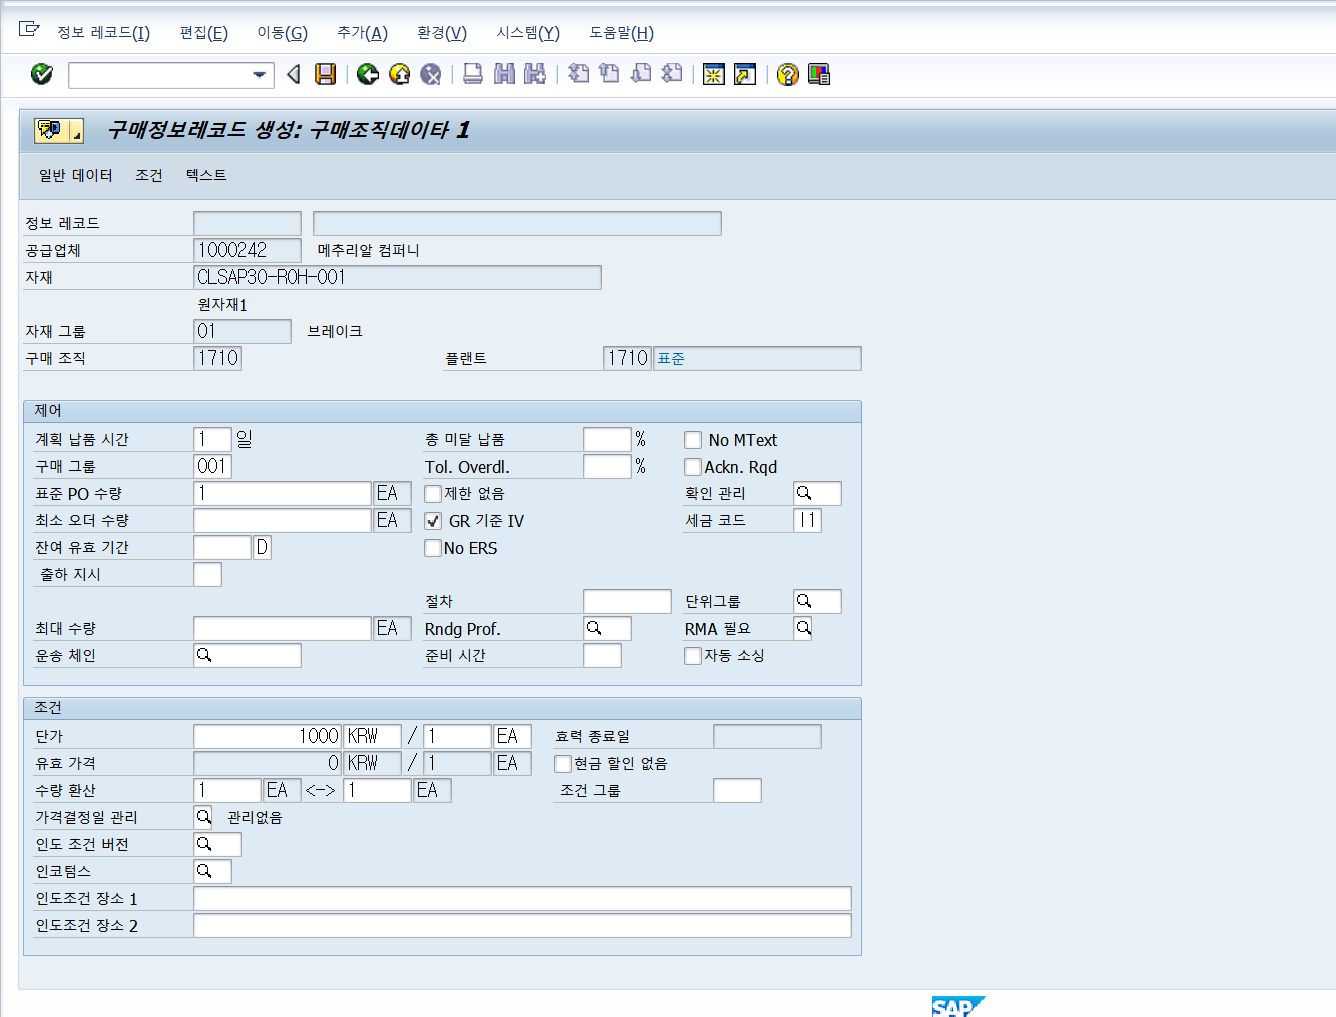 정보 레코드(I) 편집(E) 이동(G) 추가(A) 환경(V) 시스템(Y) 도움말(H)
구매정보레코드 생성: 구매조직데이타 1
일반 데이터 조건 텍스트
정보 레코드
공급업체 1000242 메추리알 컴퍼니
자재 CLSAP30-ROH-001
원자재1
자재 그룹 01 브레이크
구매 조직 1710 플랜트 1710 표준
제어
계획 납품 시간 1 일 총 미달 납품 % No MText
구매 그룹 001 Tol. Overdl. % Ackn. Rqd
표준 PO 수량 1 EA 제한 없음 확인 관리
최소 오더 수량 EA GR 기준 IV 세금 코드 I1
잔여 유효 기간 D No ERS
출하 지시
절차 단위그룹
최대 수량 EA Rndg Prof. RMA 필요
운송 체인 준비 시간 자동 소싱
조건
단가 1000 KRW / 1 EA 효력 종료일
유효 가격 0 KRW / 1 EA 현금 할인 없음
수량 환산 1 EA <-> 1 EA 조건 그룹
가격결정일 관리 관리없음
인도 조건 버전
인코텀스
인도조건 장소 1
인도조건 장소 2
SAP